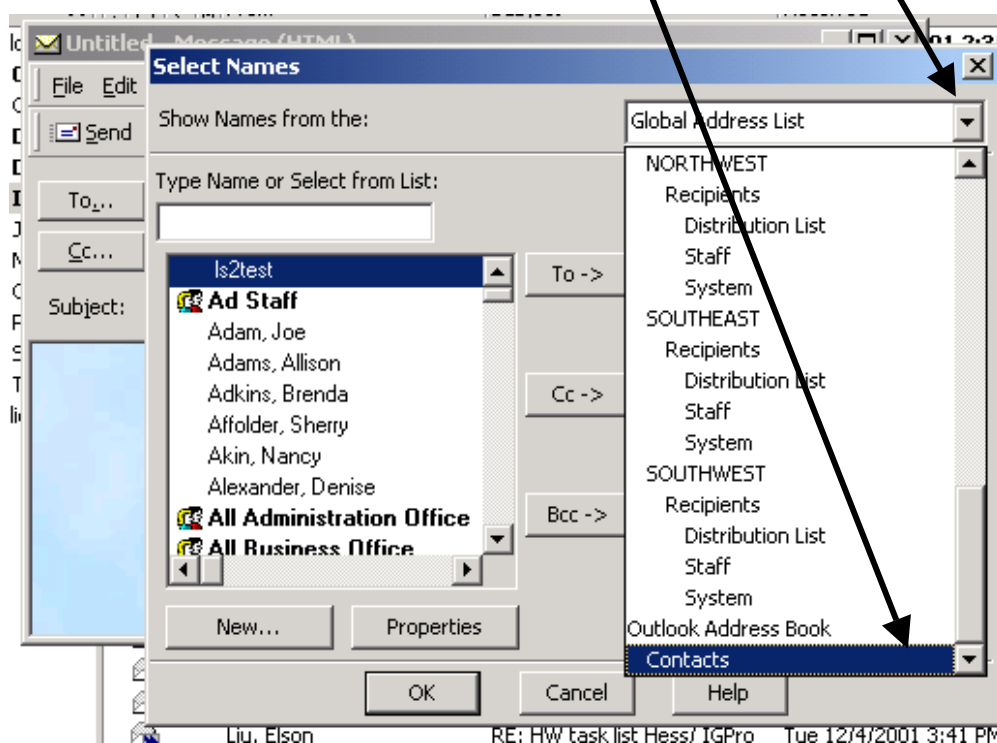 Untitled - Message (HTML)
File Edit
Send
To...
Cc...
Subject:
Select Names
Show Names from the:
Global Address List
Type Name or Select from List:
ls2test
Ad Staff
Adam, Joe
Adams, Allison
Adkins, Brenda
Affolder, Sherry
Akin, Nancy
Alexander, Denise
All Administration Office
All Business Office
To ->
Cc ->
Bcc ->
NORTHWEST
Recipients
Distribution List
Staff
System
SOUTHEAST
Recipients
Distribution List
Staff
System
SOUTHWEST
Recipients
Distribution List
Staff
System
Outlook Address Book
Contacts
New...
Properties
OK
Cancel
Help
Liu, Elson RE: HW task list Hess/ IGPro Tue 12/4/2001 3:41 PM